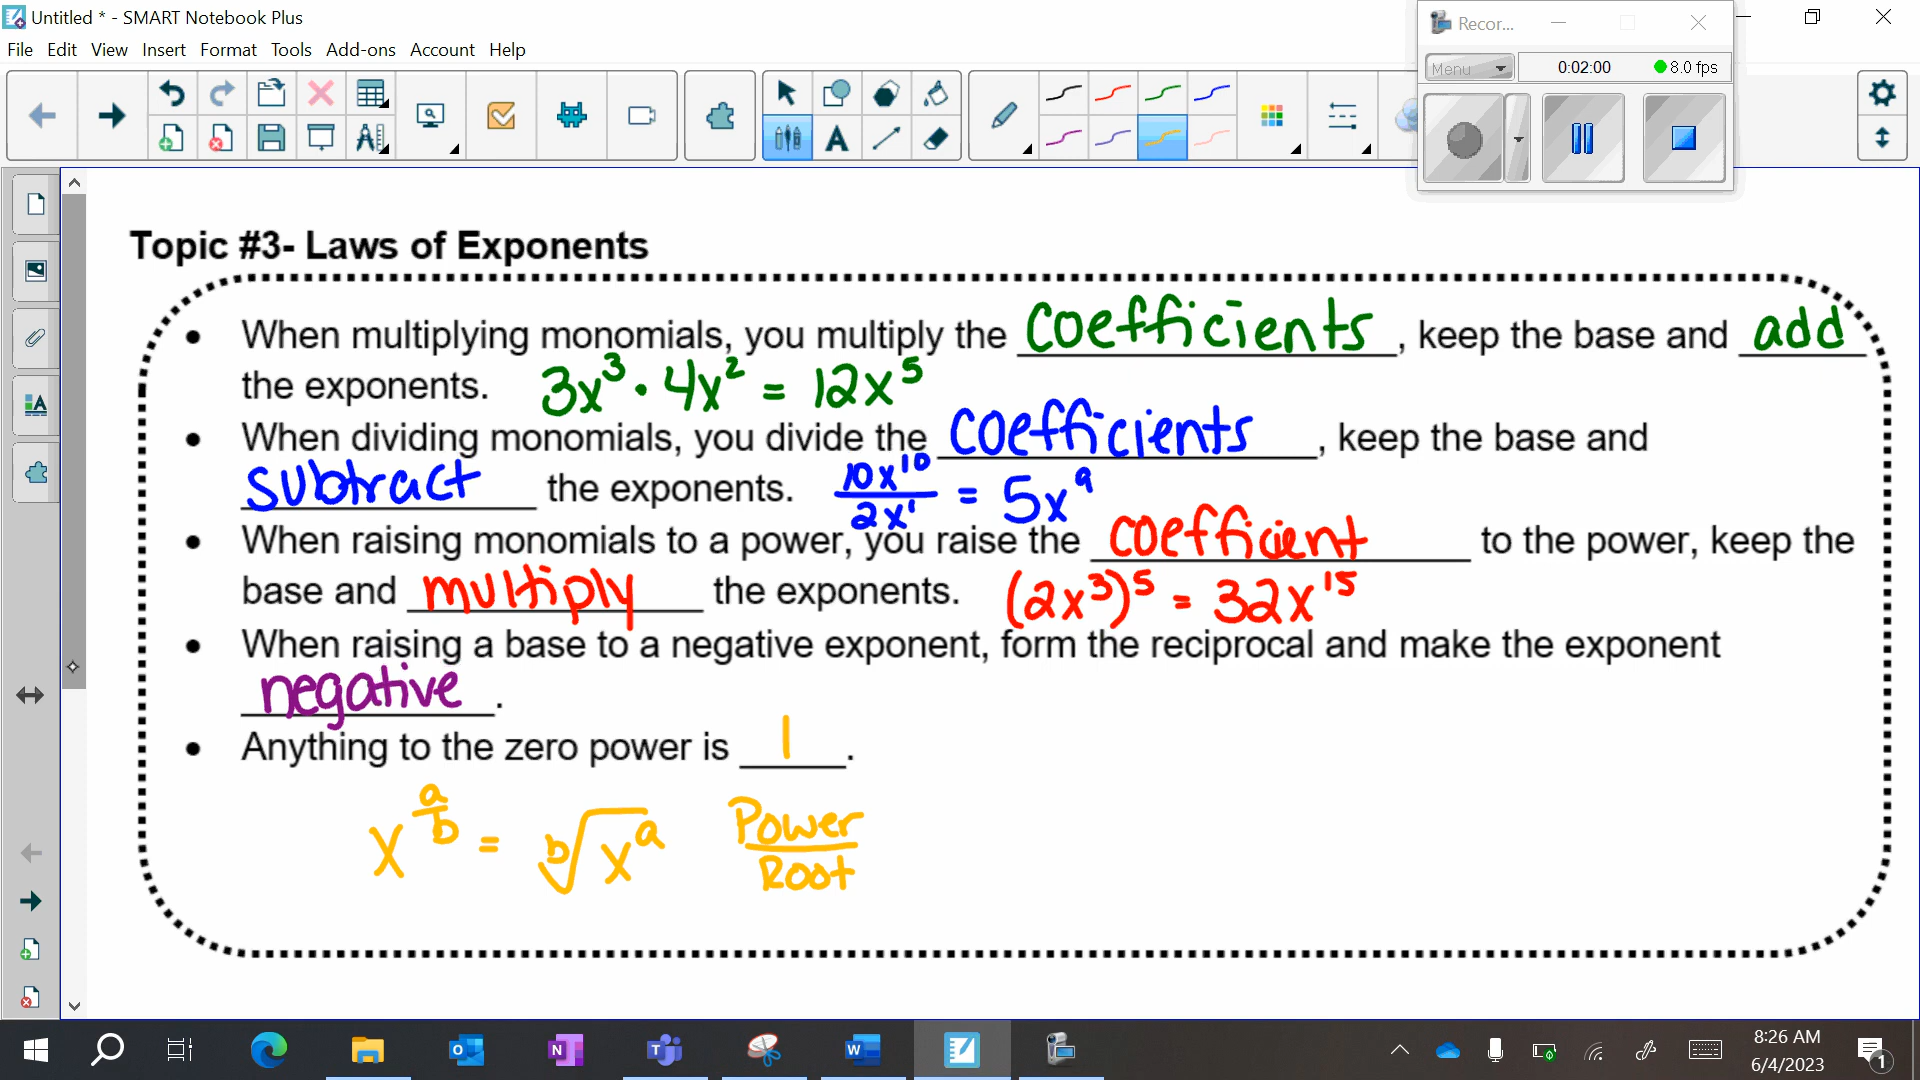 Untitled * - SMART Notebook Plus
File Edit View Insert Format Tools Add-ons Account Help
Recor...
Menu 0:02:00 8.0 fps
Topic #3- Laws of Exponents
• When multiplying monomials, you multiply the coefficients, keep the base and add
the exponents. 3x³ · 4x² = 12x⁵
• When dividing monomials, you divide the coefficients, keep the base and
subtract the exponents. 10x¹⁰/2x¹ = 5x⁹
• When raising monomials to a power, you raise the coefficient to the power, keep the
base and multiply the exponents. (2x³)⁵ = 32x¹⁵
• When raising a base to a negative exponent, form the reciprocal and make the exponent
negative.
• Anything to the zero power is 1.
x^(a/b) = ᵇ√xᵃ Power/Root
8:26 AM
6/4/2023
1